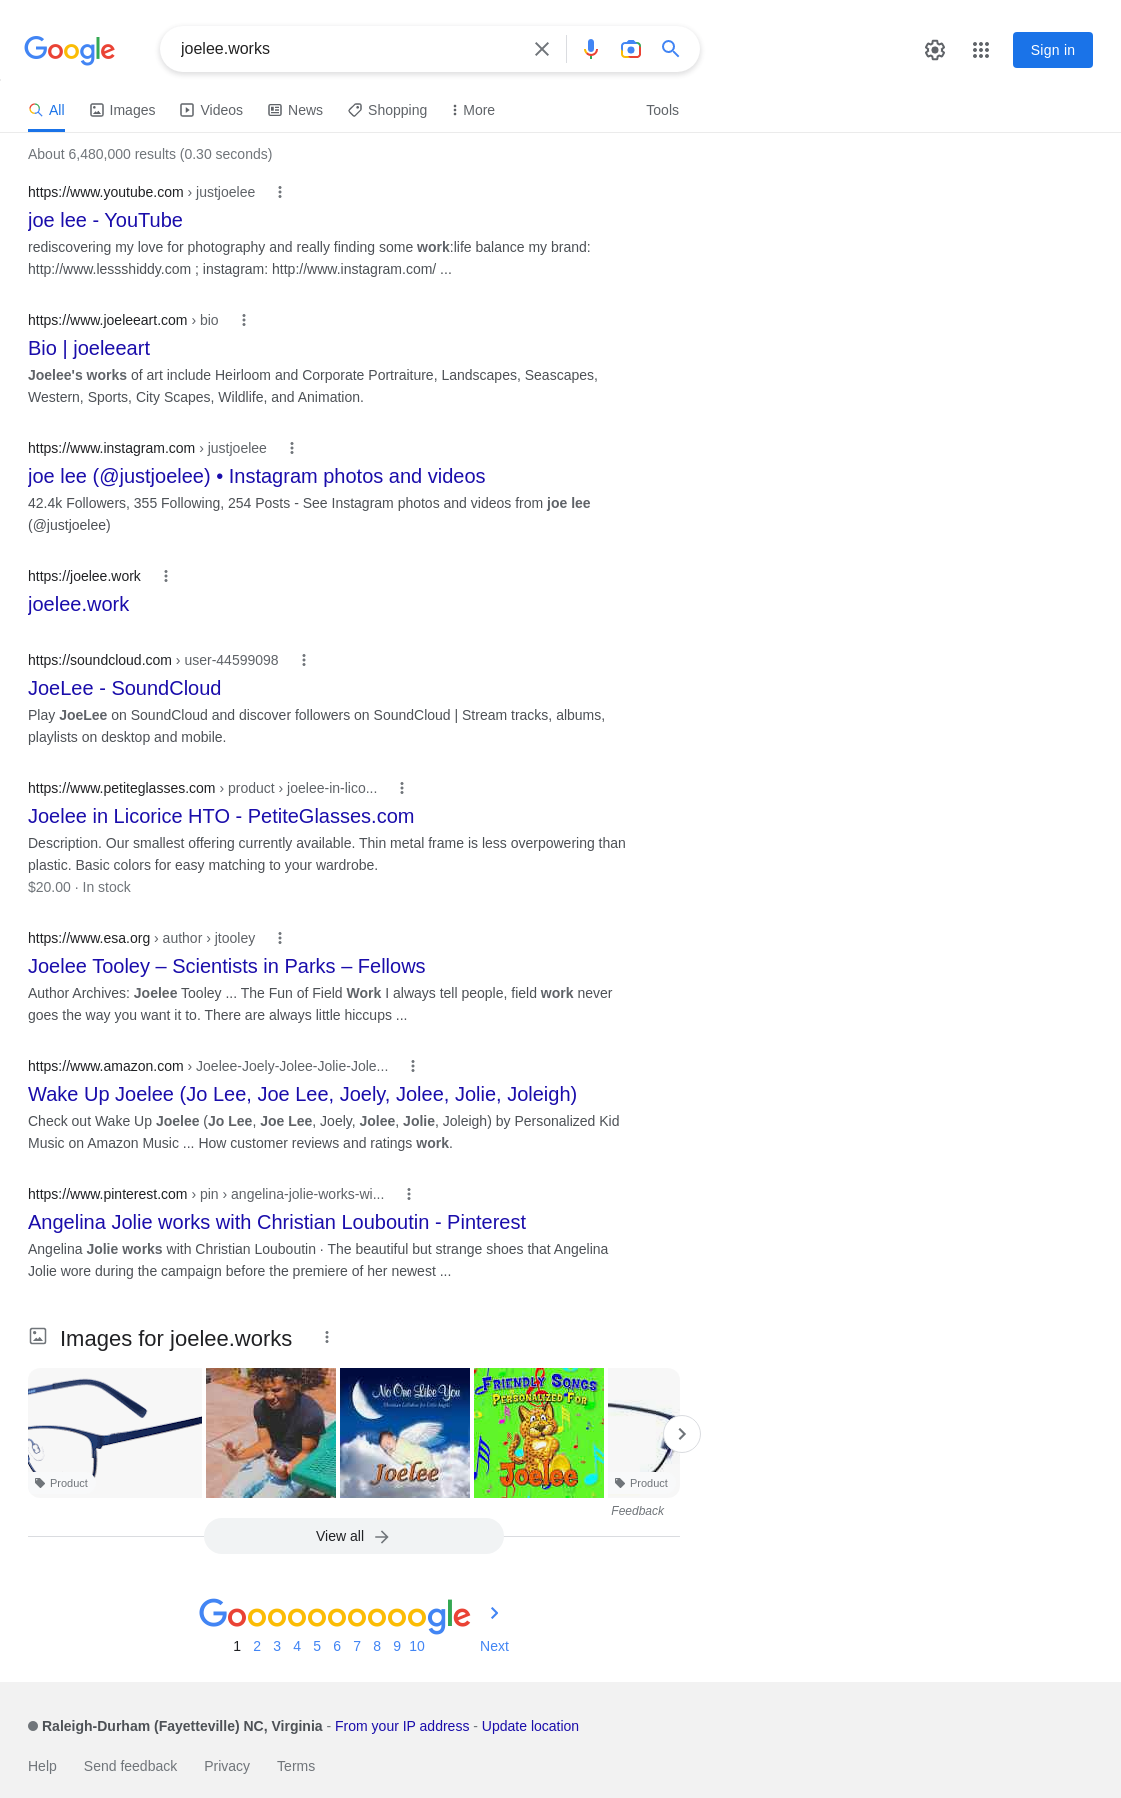 Google
joelee.works
Sign in
All
Images
Videos
News
Shopping
More
Tools
About 6,480,000 results (0.30 seconds)
https://www.youtube.com › justjoelee
joe lee - YouTube
rediscovering my love for photography and really finding some work:life balance my brand:
http://www.lessshiddy.com ; instagram: http://www.instagram.com/ ...
https://www.joeleeart.com › bio
Bio | joeleeart
Joelee's works of art include Heirloom and Corporate Portraiture, Landscapes, Seascapes,
Western, Sports, City Scapes, Wildlife, and Animation.
https://www.instagram.com › justjoelee
joe lee (@justjoelee) • Instagram photos and videos
42.4k Followers, 355 Following, 254 Posts - See Instagram photos and videos from joe lee
(@justjoelee)
https://joelee.work
joelee.work
https://soundcloud.com › user-44599098
JoeLee - SoundCloud
Play JoeLee on SoundCloud and discover followers on SoundCloud | Stream tracks, albums,
playlists on desktop and mobile.
https://www.petiteglasses.com › product › joelee-in-lico...
Joelee in Licorice HTO - PetiteGlasses.com
Description. Our smallest offering currently available. Thin metal frame is less overpowering than
plastic. Basic colors for easy matching to your wardrobe.
$20.00 · In stock
https://www.esa.org › author › jtooley
Joelee Tooley – Scientists in Parks – Fellows
Author Archives: Joelee Tooley ... The Fun of Field Work I always tell people, field work never
goes the way you want it to. There are always little hiccups ...
https://www.amazon.com › Joelee-Joely-Jolee-Jolie-Jole...
Wake Up Joelee (Jo Lee, Joe Lee, Joely, Jolee, Jolie, Joleigh)
Check out Wake Up Joelee (Jo Lee, Joe Lee, Joely, Jolee, Jolie, Joleigh) by Personalized Kid
Music on Amazon Music ... How customer reviews and ratings work.
https://www.pinterest.com › pin › angelina-jolie-works-wi...
Angelina Jolie works with Christian Louboutin - Pinterest
Angelina Jolie works with Christian Louboutin · The beautiful but strange shoes that Angelina
Jolie wore during the campaign before the premiere of her newest ...
Images for joelee.works
No One Like You
Christian Lullabies for Little Angels
Joelee
FRIENDLY SONGS
PERSONALIZED FOR
Joelee
Product
Product
Feedback
View all
Goooooooooogle
1 2 3 4 5 6 7 8 9 10 Next
Raleigh-Durham (Fayetteville) NC, Virginia - From your IP address - Update location
Help
Send feedback
Privacy
Terms